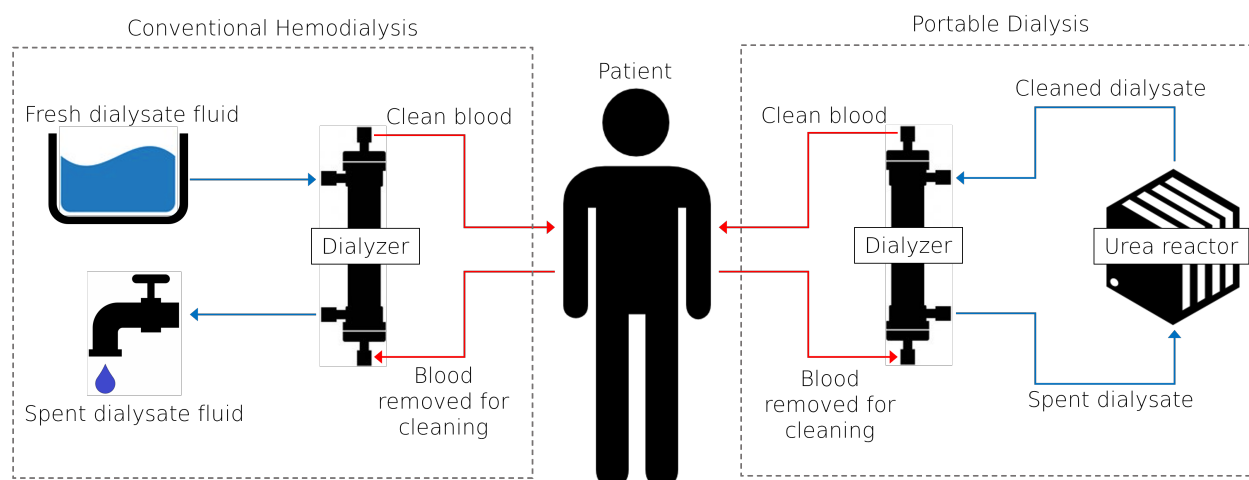 Conventional Hemodialysis
Fresh dialysate fluid
Clean blood
Dialyzer
Spent dialysate fluid
Blood
removed for
cleaning
Patient
Portable Dialysis
Clean blood
Cleaned dialysate
Dialyzer
Urea reactor
Blood
removed for
cleaning
Spent dialysate